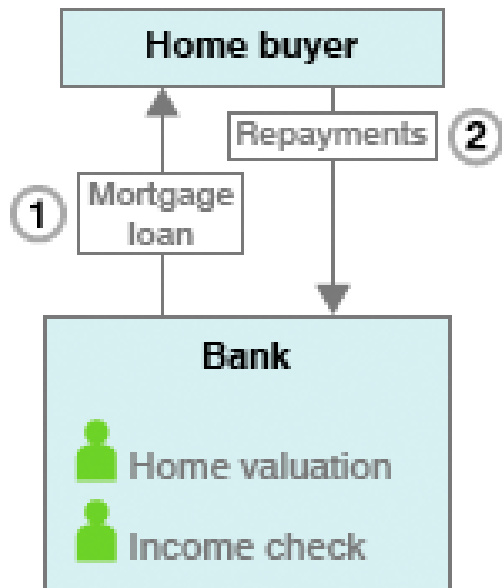 Home buyer
Repayments
2
1
Mortgage
loan
Bank
Home valuation
Income check